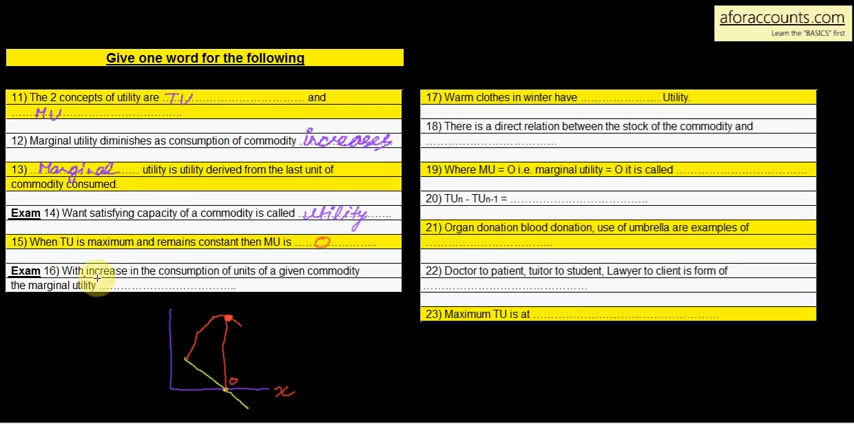 aforaccounts.com
Learn the "BASICS" first
Give one word for the following
11) The 2 concepts of utility are ..TU............................................ and
......MU..........................................
12) Marginal utility diminishes as consumption of commodity .increases
13) ..Marginal...... utility is utility derived from the last unit of
commodity consumed.
Exam 14) Want satisfying capacity of a commodity is called ..utility.......
15) When TU is maximum and remains constant then MU is ......0...............
Exam 16) With increase in the consumption of units of a given commodity
the marginal utility ..........................................
0
x
17) Warm clothes in winter have ........................ Utility.
18) There is a direct relation between the stock of the commodity and
..........................................
19) Where MU = O i.e. marginal utility = O it is called ..........................................
20) TUn - TUn-1 = ..........................................
21) Organ donation blood donation, use of umbrella are examples of
........................................
22) Doctor to patient, tuitor to student, Lawyer to client is form of
....................................................
23) Maximum TU is at ..........................................................